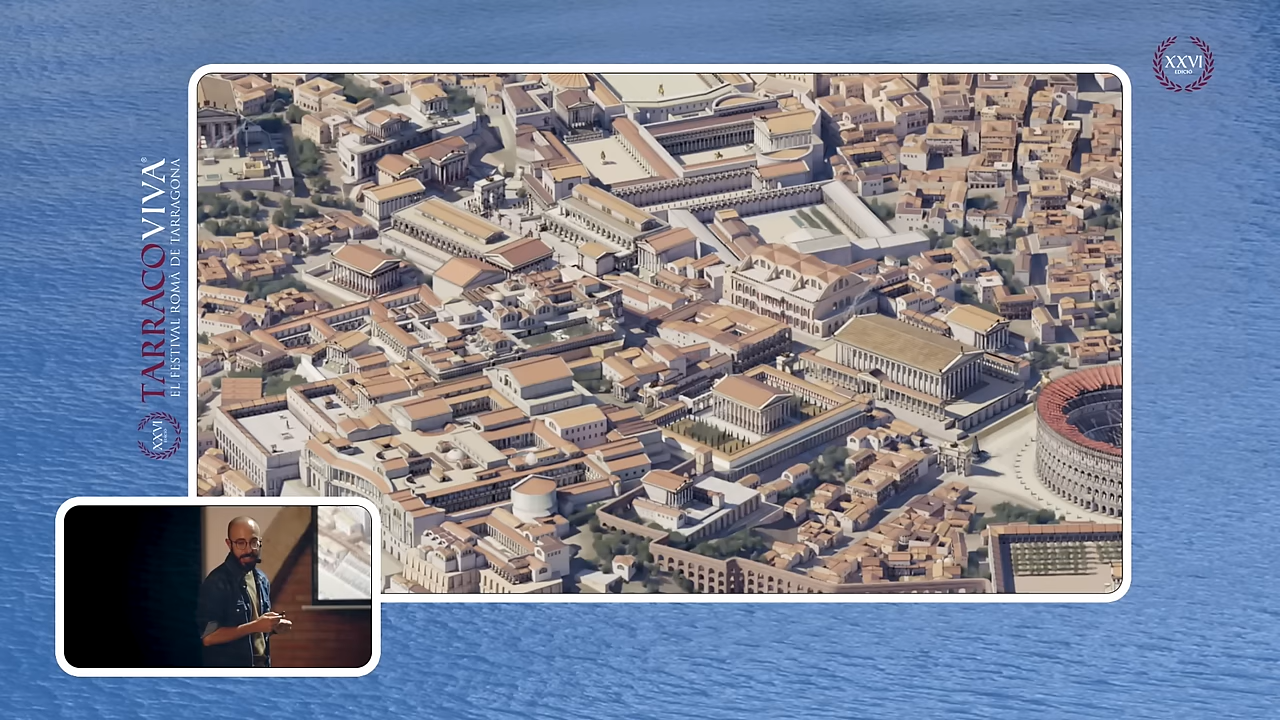 TARRACOVIVA®
EL FESTIVAL ROMÀ DE TARRAGONA
XXVI
XXVI
EDICIÓ